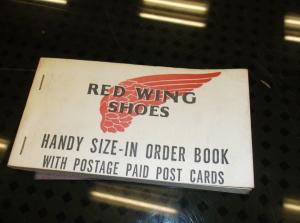 RED WING
SHOES
HANDY SIZE-IN ORDER BOOK
WITH POSTAGE PAID POST CARDS